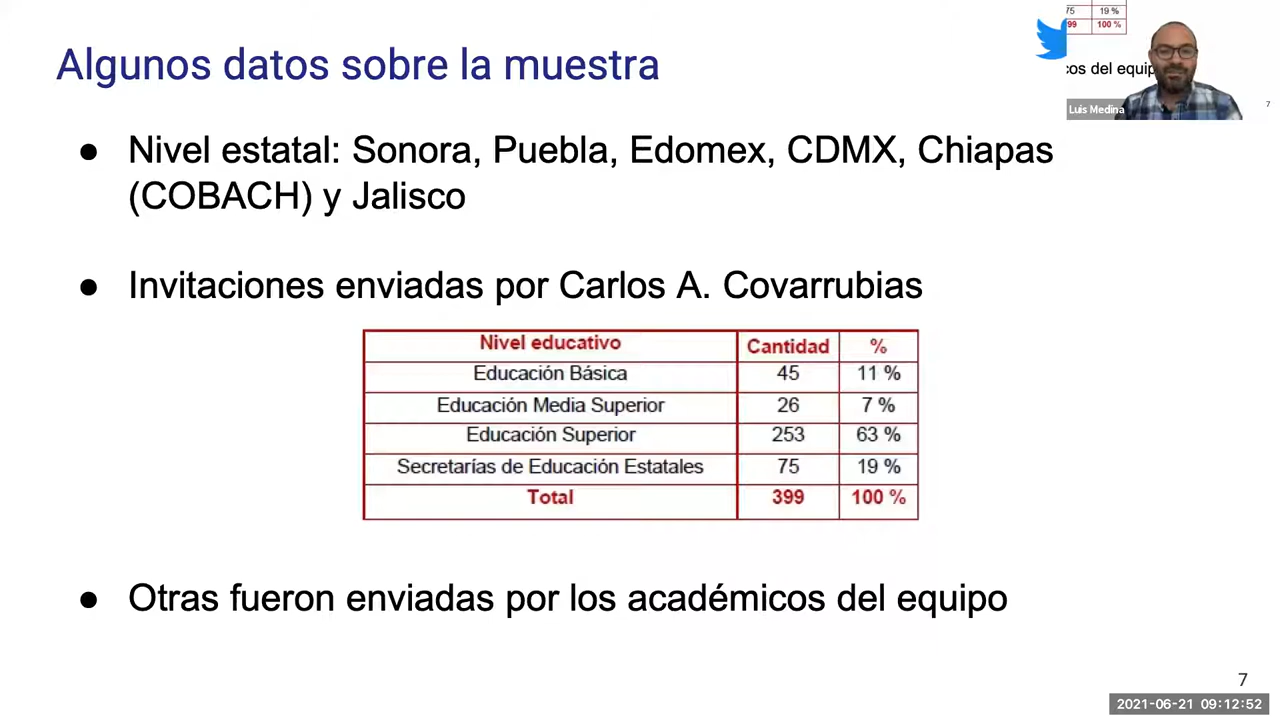 Algunos datos sobre la muestra
75 19 %
99 100 %
cos del equip
Luis Medina
7
● Nivel estatal: Sonora, Puebla, Edomex, CDMX, Chiapas
(COBACH) y Jalisco
● Invitaciones enviadas por Carlos A. Covarrubias
Nivel educativo Cantidad %
Educación Básica 45 11 %
Educación Media Superior 26 7 %
Educación Superior 253 63 %
Secretarías de Educación Estatales 75 19 %
Total 399 100 %
● Otras fueron enviadas por los académicos del equipo
7
2021-06-21 09:12:52